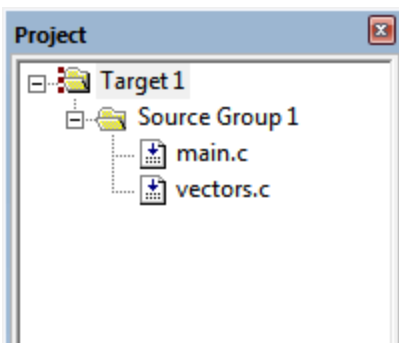 Project
Target 1
Source Group 1
main.c
vectors.c